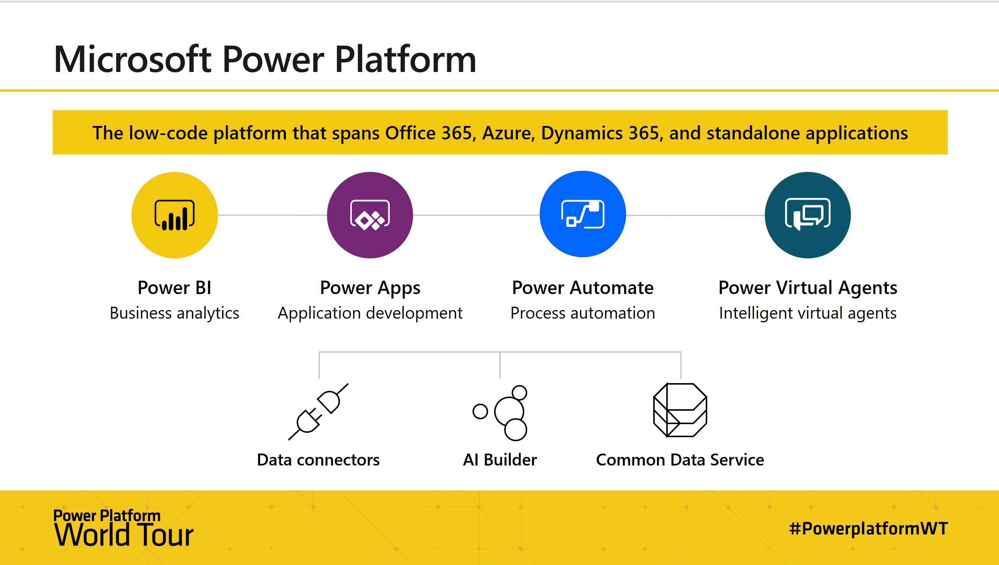 Microsoft Power Platform
The low-code platform that spans Office 365, Azure, Dynamics 365, and standalone applications
Power BI
Business analytics
Power Apps
Application development
Power Automate
Process automation
Power Virtual Agents
Intelligent virtual agents
Data connectors
AI Builder
Common Data Service
Power Platform
World Tour
#PowerplatformWT